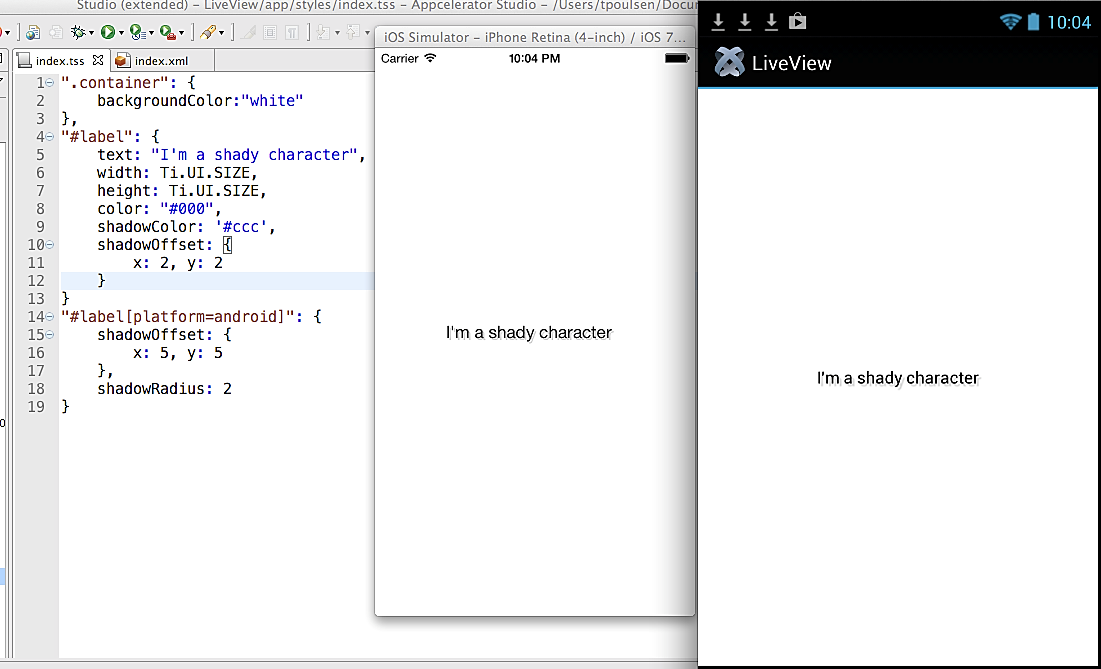 Studio (extended) – LiveView/app/styles/index.tss – Appcelerator Studio – /Users/tpoulsen/Docum
index.tss
index.xml
1 ".container": {
2     backgroundColor:"white"
3 },
4 "#label": {
5     text: "I'm a shady character",
6     width: Ti.UI.SIZE,
7     height: Ti.UI.SIZE,
8     color: "#000",
9     shadowColor: '#ccc',
10     shadowOffset: {
11         x: 2, y: 2
12     }
13 }
14 "#label[platform=android]": {
15     shadowOffset: {
16         x: 5, y: 5
17     },
18     shadowRadius: 2
19 }
iOS Simulator – iPhone Retina (4-inch) / iOS 7...
Carrier 10:04 PM
I'm a shady character
10:04
LiveView
I'm a shady character